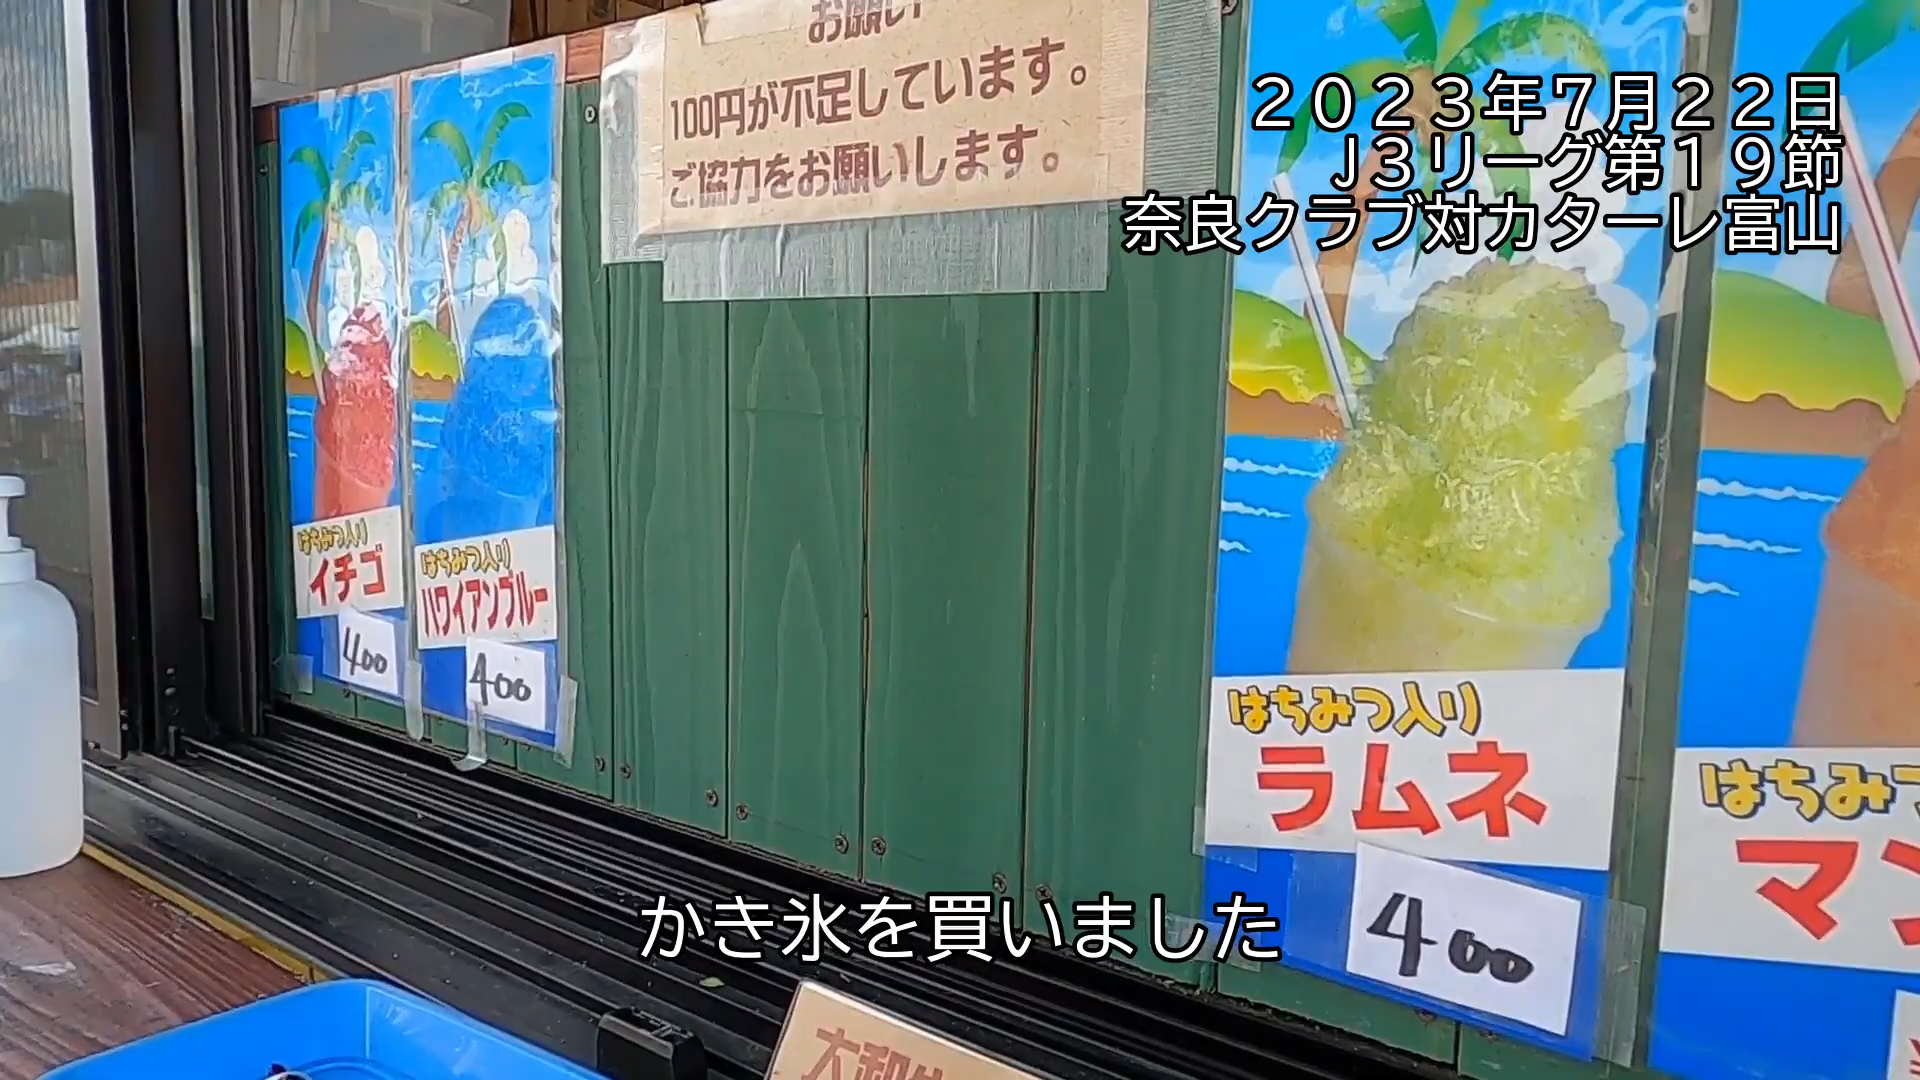 お願い
100円が不足しています。
ご協力をお願いします。
２０２３年７月２２日
Ｊ３リーグ第１９節
奈良クラブ対カターレ富山
はちみつ入り
イチゴ
400
はちみつ入り
ハワイアンブルー
400
はちみつ入り
ラムネ
400
はちみつ
マン
かき氷を買いました
大和牛